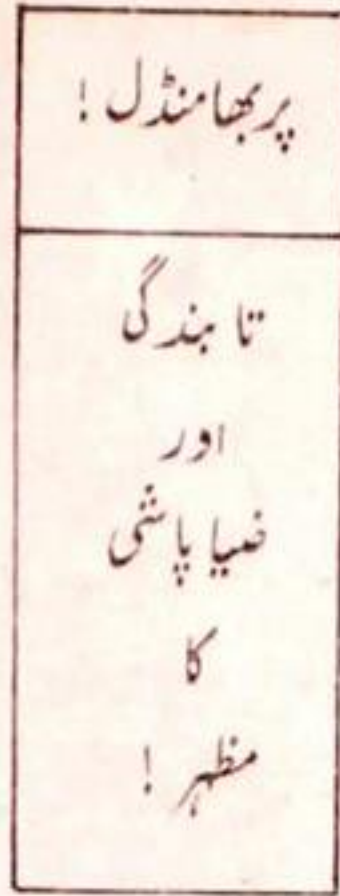 پربھامنڈل !
تابندگی
اور
ضیا پاشی
کا
مظہر !